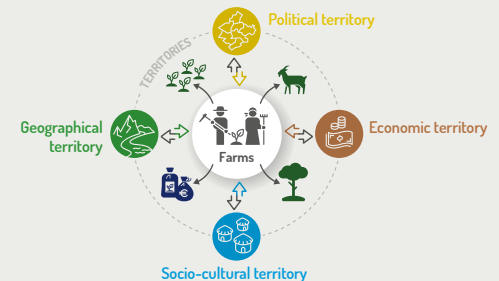 Political territory
TERRITORIES
Geographical
territory
Economic territory
Farms
€
Socio-cultural territory